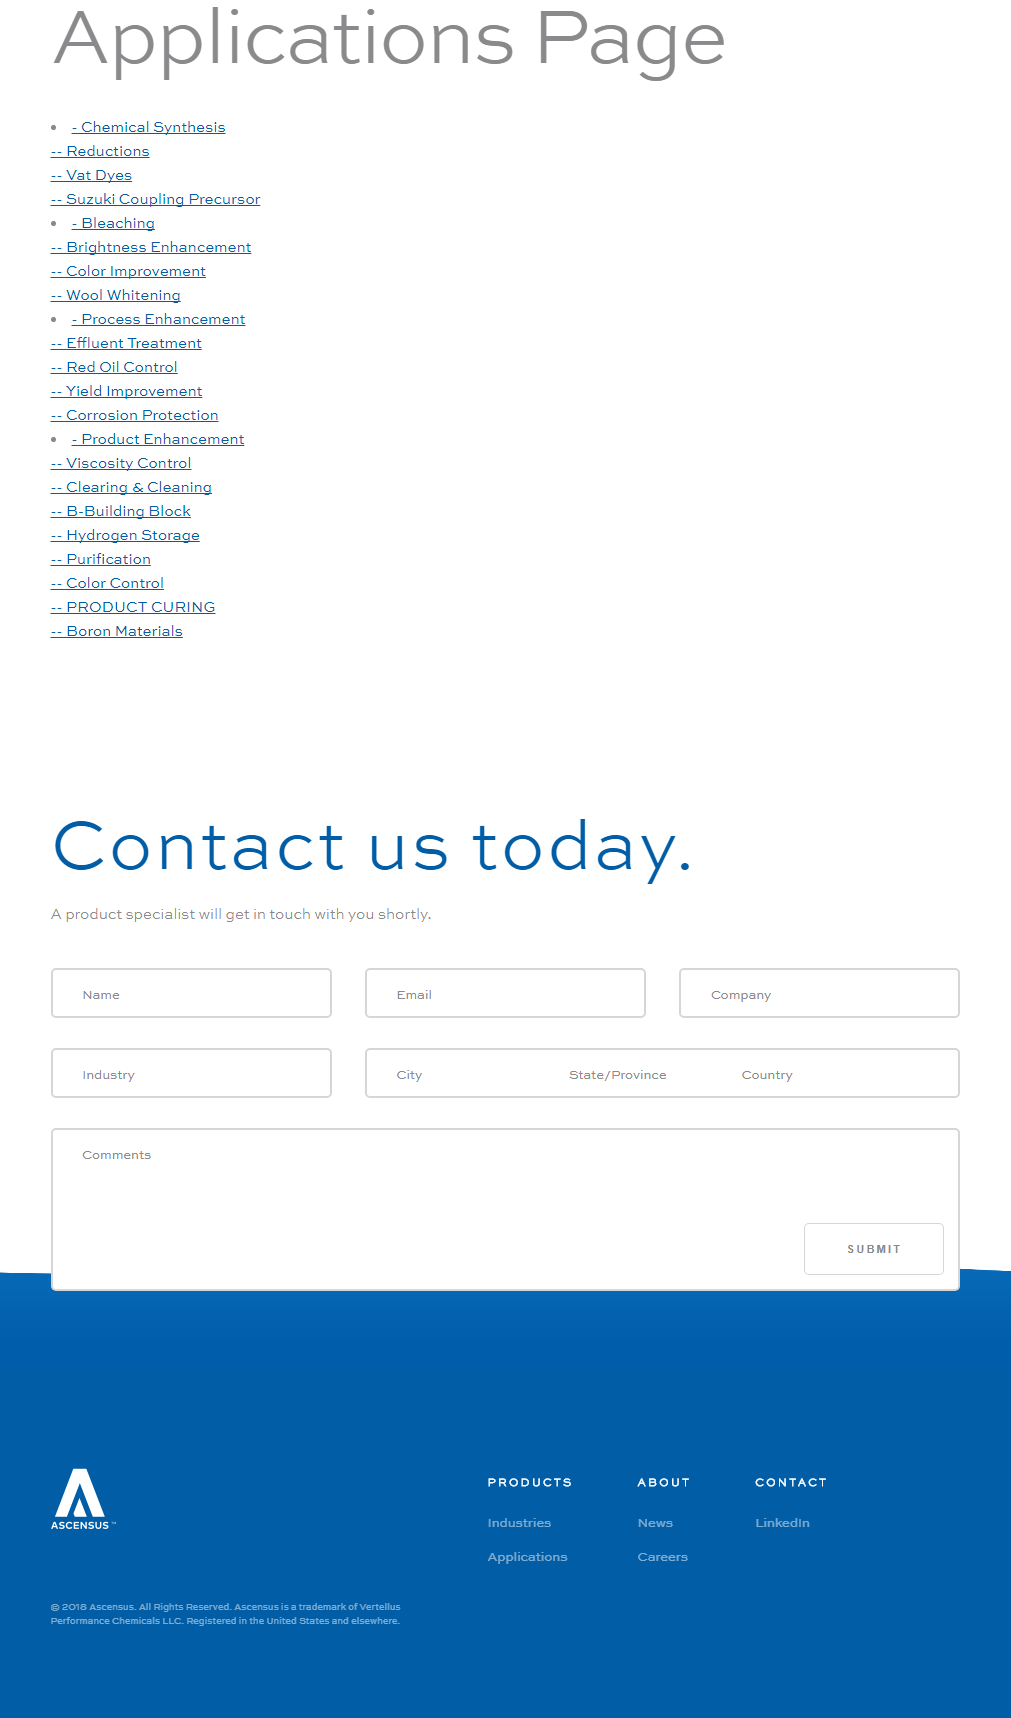 Applications Page
• - Chemical Synthesis
-- Reductions
-- Vat Dyes
-- Suzuki Coupling Precursor
• - Bleaching
-- Brightness Enhancement
-- Color Improvement
-- Wool Whitening
• - Process Enhancement
-- Effluent Treatment
-- Red Oil Control
-- Yield Improvement
-- Corrosion Protection
• - Product Enhancement
-- Viscosity Control
-- Clearing & Cleaning
-- B-Building Block
-- Hydrogen Storage
-- Purification
-- Color Control
-- PRODUCT CURING
-- Boron Materials
Contact us today.
A product specialist will get in touch with you shortly.
Name Email Company
Industry City State/Province Country
Comments
SUBMIT
ASCENSUS™
PRODUCTS ABOUT CONTACT
Industries News LinkedIn
Applications Careers
© 2018 Ascensus. All Rights Reserved. Ascensus is a trademark of Vertellus
Performance Chemicals LLC. Registered in the United States and elsewhere.